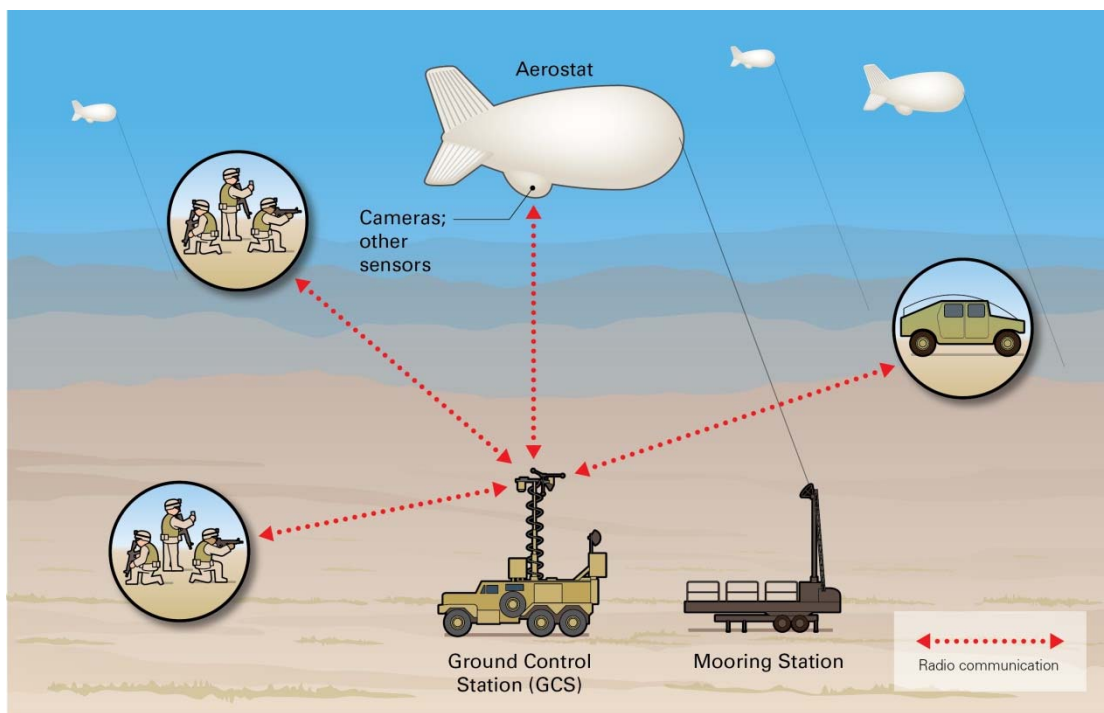 Aerostat
Cameras;
other
sensors
Ground Control
Station (GCS)
Mooring Station
Radio communication